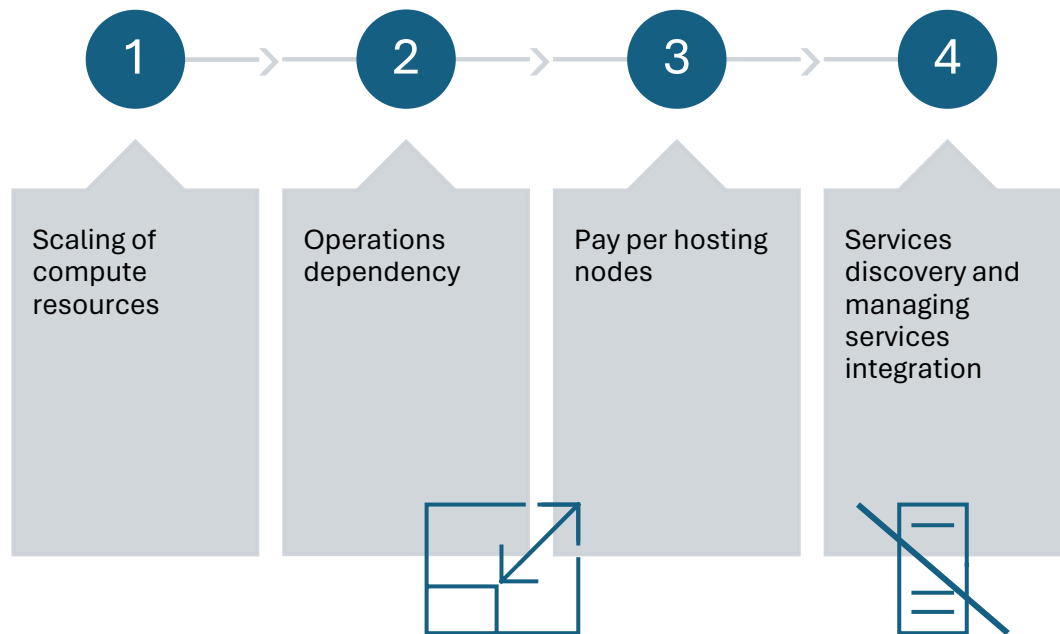 1
2
3
4
Scaling of
compute
resources
Operations
dependency
Pay per hosting
nodes
Services
discovery and
managing
services
integration